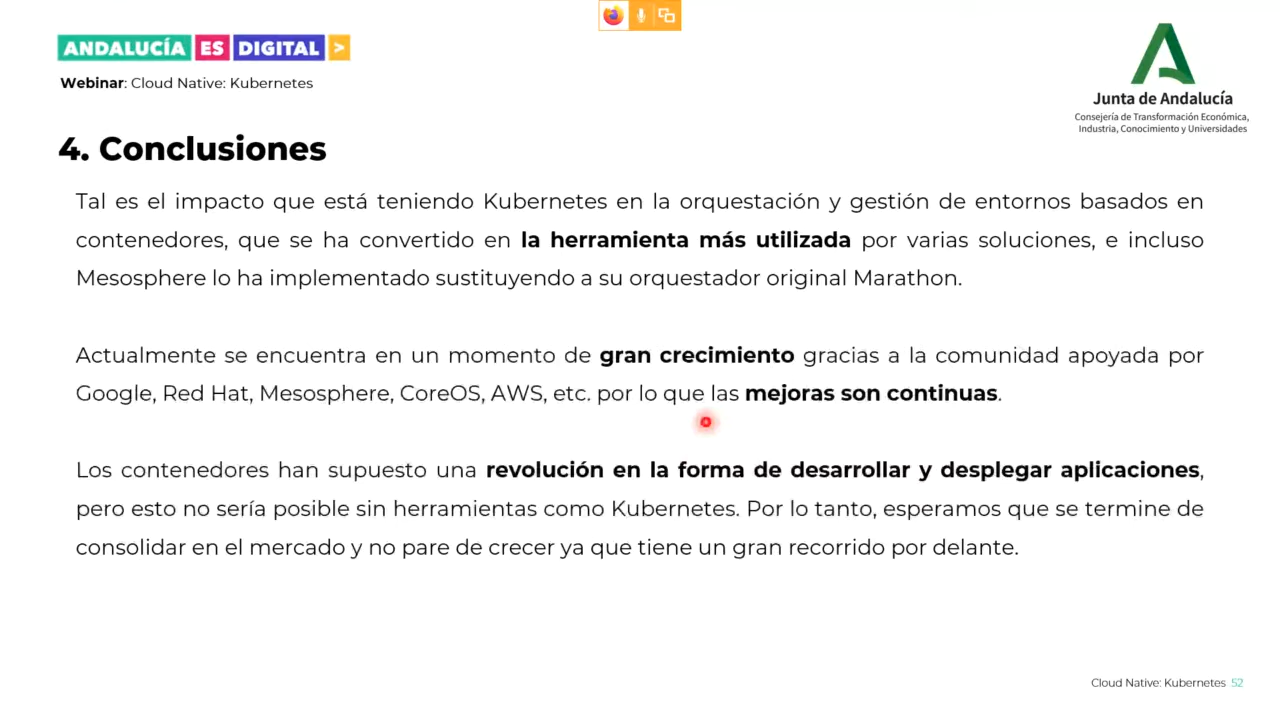 ANDALUCÍA ES DIGITAL >
Webinar: Cloud Native: Kubernetes
Junta de Andalucía
Consejería de Transformación Económica,
Industria, Conocimiento y Universidades
4. Conclusiones
Tal es el impacto que está teniendo Kubernetes en la orquestación y gestión de entornos basados en
contenedores, que se ha convertido en la herramienta más utilizada por varias soluciones, e incluso
Mesosphere lo ha implementado sustituyendo a su orquestador original Marathon.
Actualmente se encuentra en un momento de gran crecimiento gracias a la comunidad apoyada por
Google, Red Hat, Mesosphere, CoreOS, AWS, etc. por lo que las mejoras son continuas.
Los contenedores han supuesto una revolución en la forma de desarrollar y desplegar aplicaciones,
pero esto no sería posible sin herramientas como Kubernetes. Por lo tanto, esperamos que se termine de
consolidar en el mercado y no pare de crecer ya que tiene un gran recorrido por delante.
Cloud Native: Kubernetes 52